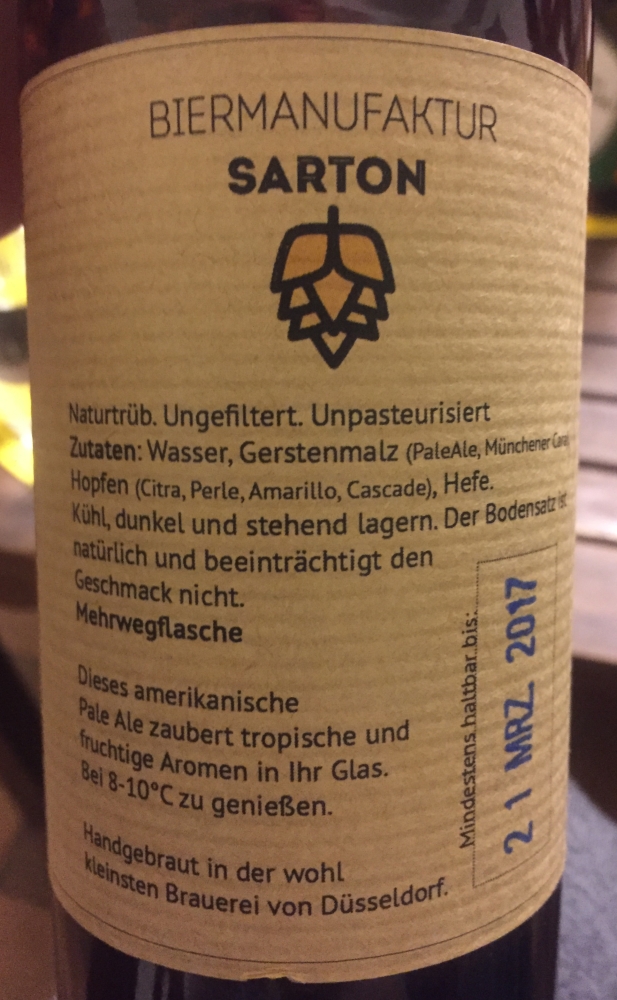 BIERMANUFAKTUR
SARTON
Naturtrüb. Ungefiltert. Unpasteurisiert
Zutaten: Wasser, Gerstenmalz (PaleAle, Münchener
Hopfen (Citra, Perle, Amarillo, Cascade), Hefe.
Kühl, dunkel und stehend lagern. Der Bodensatz ist
natürlich und beeinträchtigt den
Geschmack nicht.
Mehrwegflasche
Dieses amerikanische
Pale Ale zaubert tropische und
fruchtige Aromen in Ihr Glas.
Bei 8-10°C zu genießen.
Handgebraut in der wohl
kleinsten Brauerei von Düsseldorf.
Mindestens haltbar bis:
21 MRZ. 2017